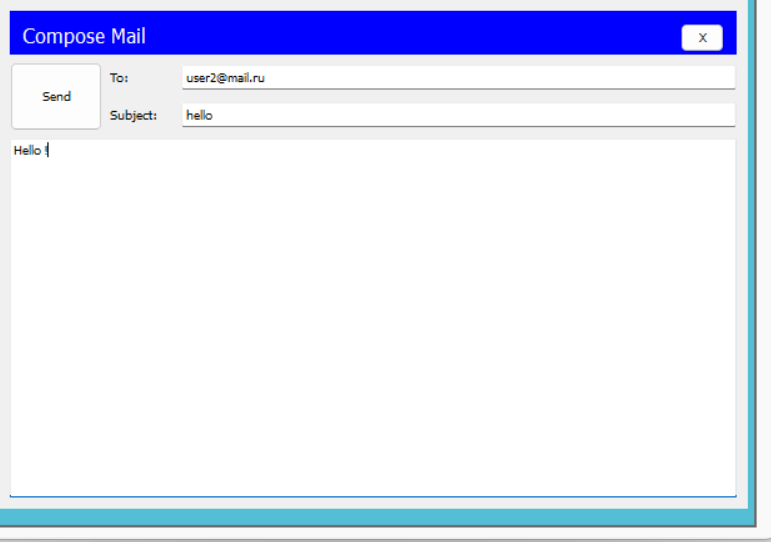 Compose Mail
X
Send
To:
user2@mail.ru
Subject:
hello
Hello !